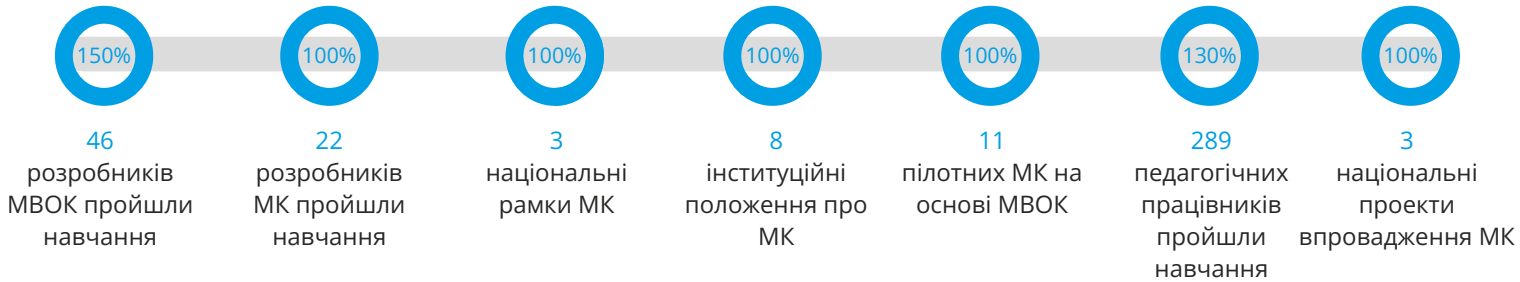 150%
46
розробників
МВОК пройшли
навчання
100%
22
розробників
МК пройшли
навчання
100%
3
національні
рамки МК
100%
8
інституційні
положення про
МК
100%
11
пілотних МК на
основі МВОК
130%
289
педагогічних
працівників
пройшли
навчання
100%
3
національні
проекти
впровадження МК